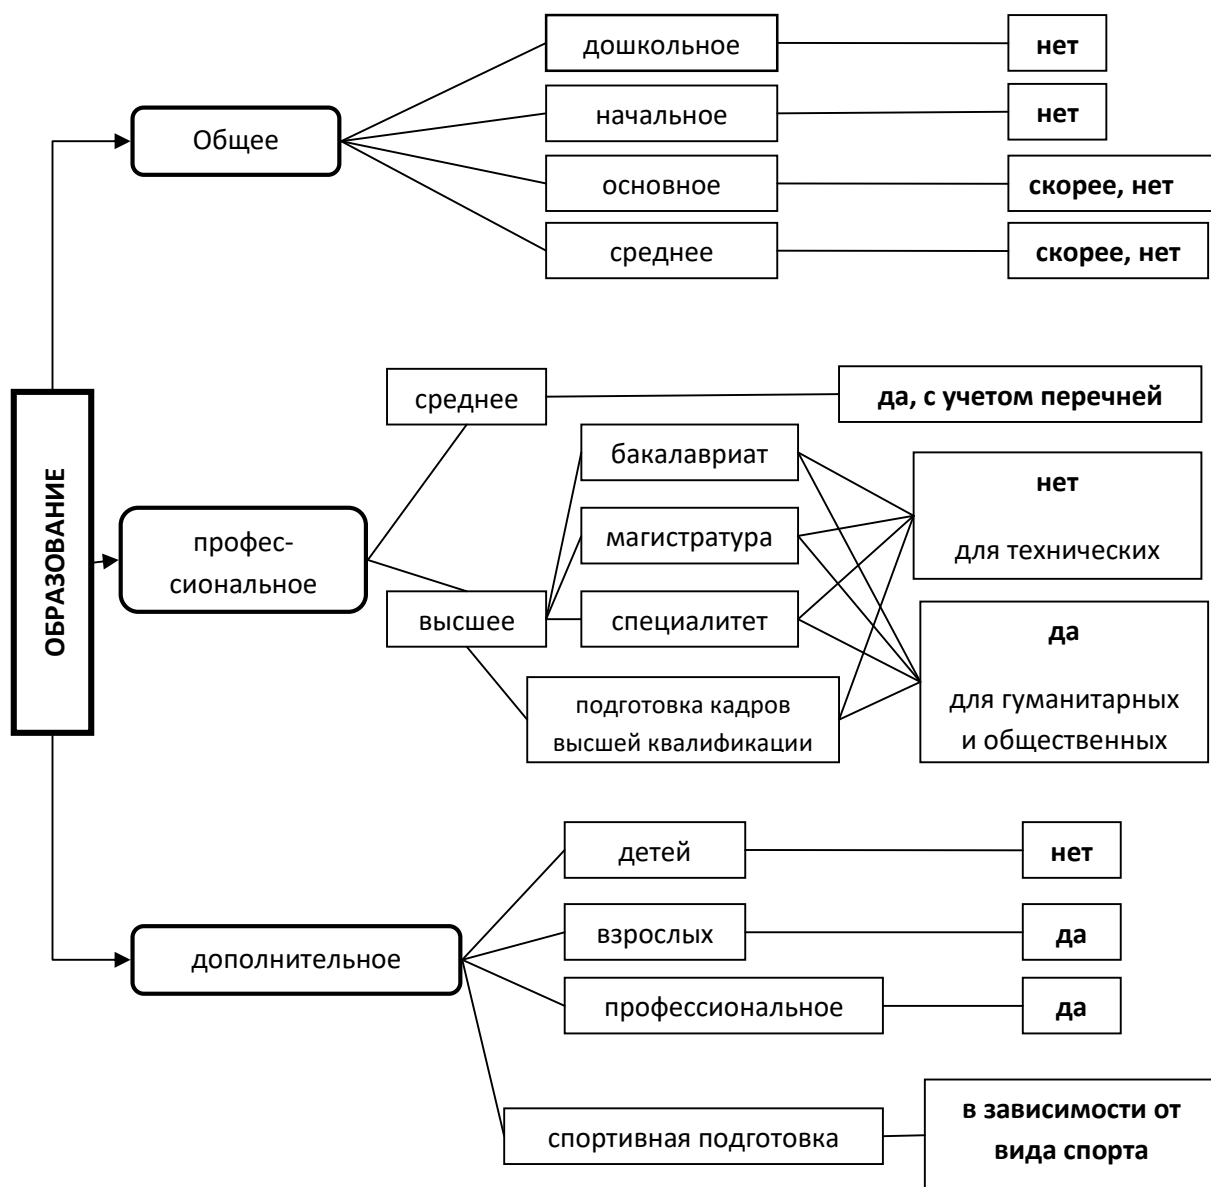 дошкольное
нет
Общее
начальное
нет
основное
скорее, нет
среднее
скорее, нет
ОБРАЗОВАНИЕ
среднее
да, с учетом перечней
бакалавриат
нет
для технических
профес-
сиональное
магистратура
высшее
специалитет
да
для гуманитарных
и общественных
подготовка кадров
высшей квалификации
детей
нет
дополнительное
взрослых
да
профессиональное
да
спортивная подготовка
в зависимости от
вида спорта